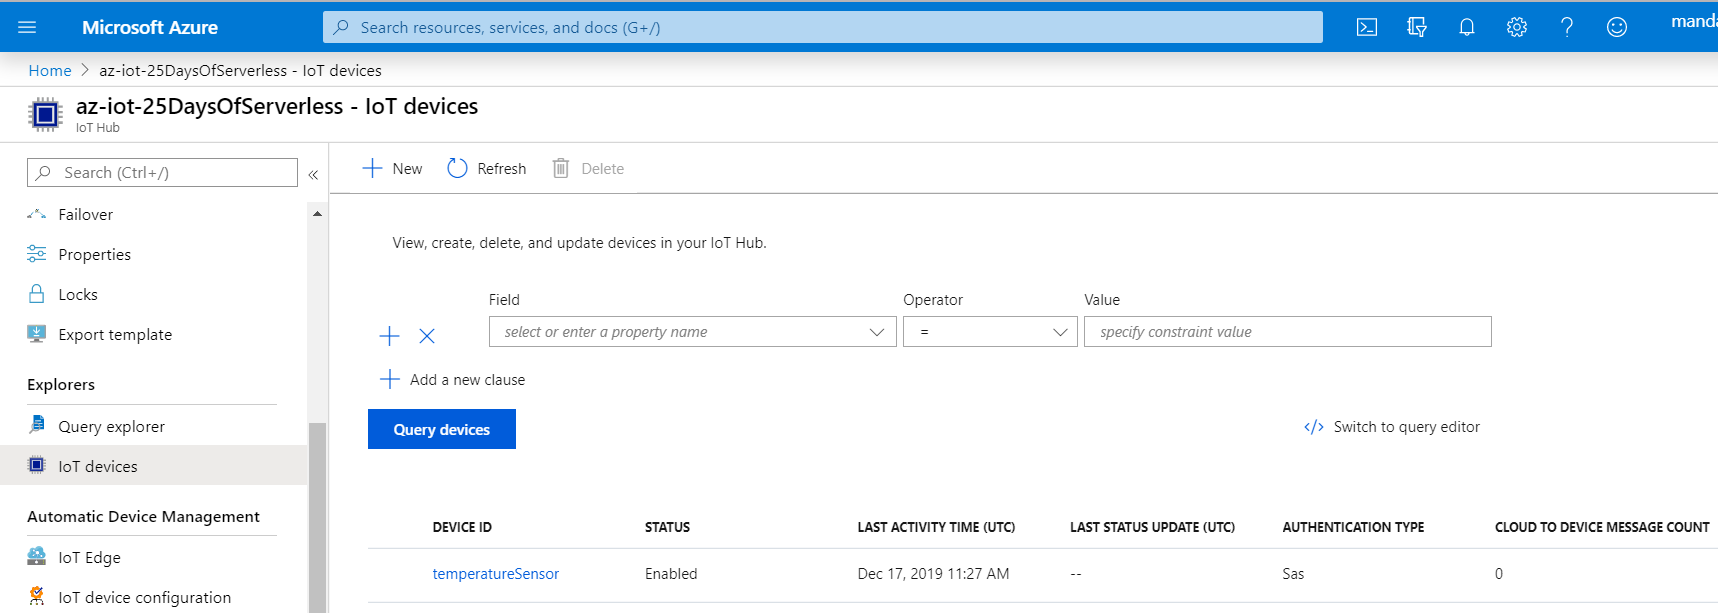 Microsoft Azure
Search resources, services, and docs (G+/)
Home > az-iot-25DaysOfServerless - IoT devices
az-iot-25DaysOfServerless - IoT devices
IoT Hub
Search (Ctrl+/)
«
Failover
Properties
Locks
Export template
Explorers
Query explorer
IoT devices
Automatic Device Management
IoT Edge
IoT device configuration
New
Refresh
Delete
View, create, delete, and update devices in your IoT Hub.
Field Operator Value
select or enter a property name = specify constraint value
Add a new clause
Query devices
</> Switch to query editor
DEVICE ID STATUS LAST ACTIVITY TIME (UTC) LAST STATUS UPDATE (UTC) AUTHENTICATION TYPE CLOUD TO DEVICE MESSAGE COUNT
temperatureSensor Enabled Dec 17, 2019 11:27 AM -- Sas 0